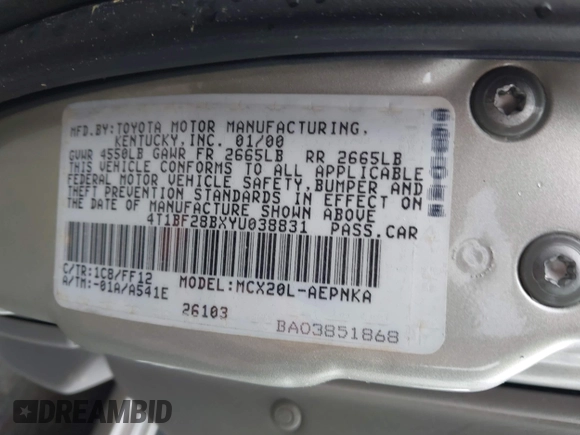 MFD.BY:TOYOTA MOTOR MANUFACTURING,
KENTUCKY,INC. 01/00
GVWR 4550LB GAWR FR 2665LB RR 2665LB
THIS VEHICLE CONFORMS TO ALL APPLICABLE
FEDERAL MOTOR VEHICLE SAFETY,BUMPER AND
THEFT PREVENTION STANDARDS IN EFFECT ON
THE DATE OF MANUFACTURE SHOWN ABOVE
4T1BF28BXYU038831 PASS.CAR
C/TR:1C8/FF12
A/TM:-01A/A541E
MODEL:MCX20L-AEPNKA
26103
BA03851868
DREAMBID